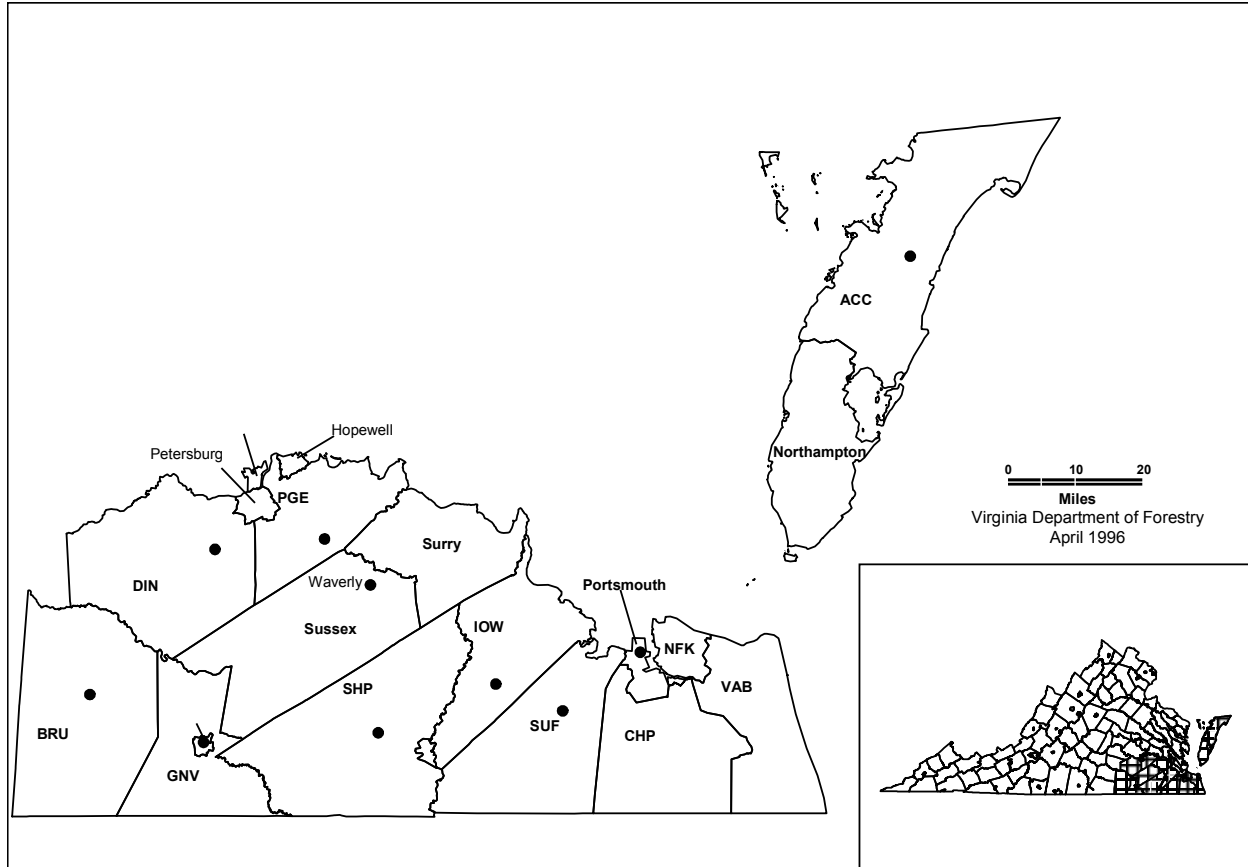 ACC
Northampton
0 10 20
Miles
Virginia Department of Forestry
April 1996
Hopewell
Petersburg
PGE
Surry
DIN
Waverly
Portsmouth
Sussex
IOW
NFK
SHP
VAB
BRU
SUF
CHP
GNV